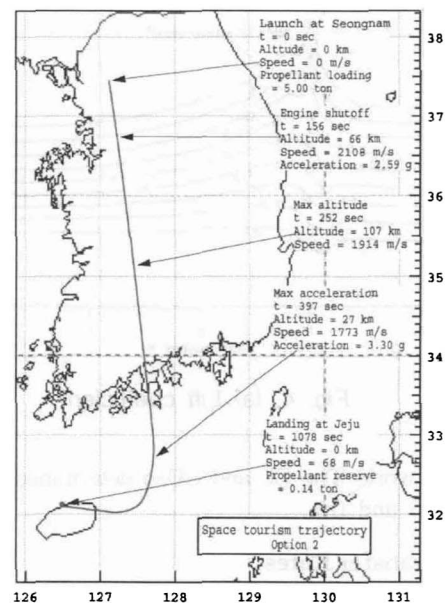 Launch at Seongnam
t = 0 sec
Altitude = 0 km
Speed = 0 m/s
Propellant loading
= 5.00 ton
Engine shutoff
t = 156 sec
Altitude = 66 km
Speed = 2108 m/s
Acceleration = 2.59 g
Max altitude
t = 252 sec
Altitude = 107 km
Speed = 1914 m/s
Max acceleration
t = 397 sec
Altitude = 27 km
Speed = 1773 m/s
Acceleration = 3.30 g
Landing at Jeju
t = 1078 sec
Altitude = 0 km
Speed = 68 m/s
Propellant reserve
= 0.14 ton
Space tourism trajectory
Option 2
38
37
36
35
34
33
32
126 127 128 129 130 131